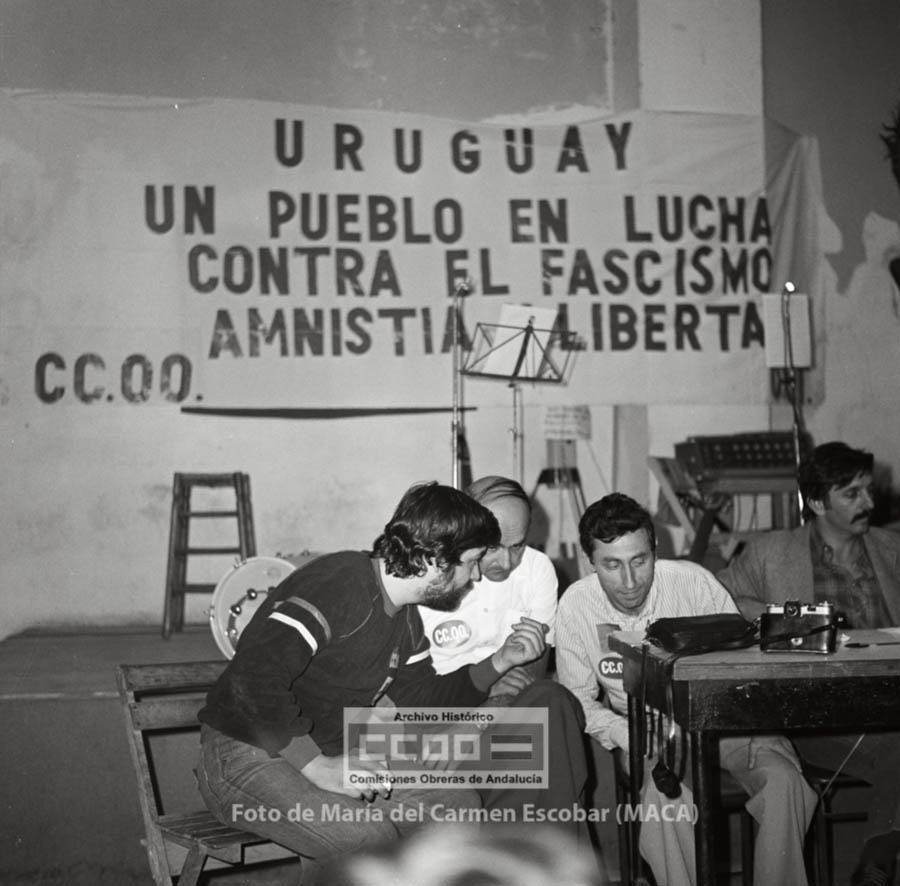 URUGUAY
UN PUEBLO EN LUCHA
CONTRA EL FASCISMO
AMNISTIA LIBERTA
CC.OO.
CC.OO.
CC.O
Archivo Histórico
CCOO
Comisiones Obreras de Andalucía
Foto de María del Carmen Escobar (MACA)